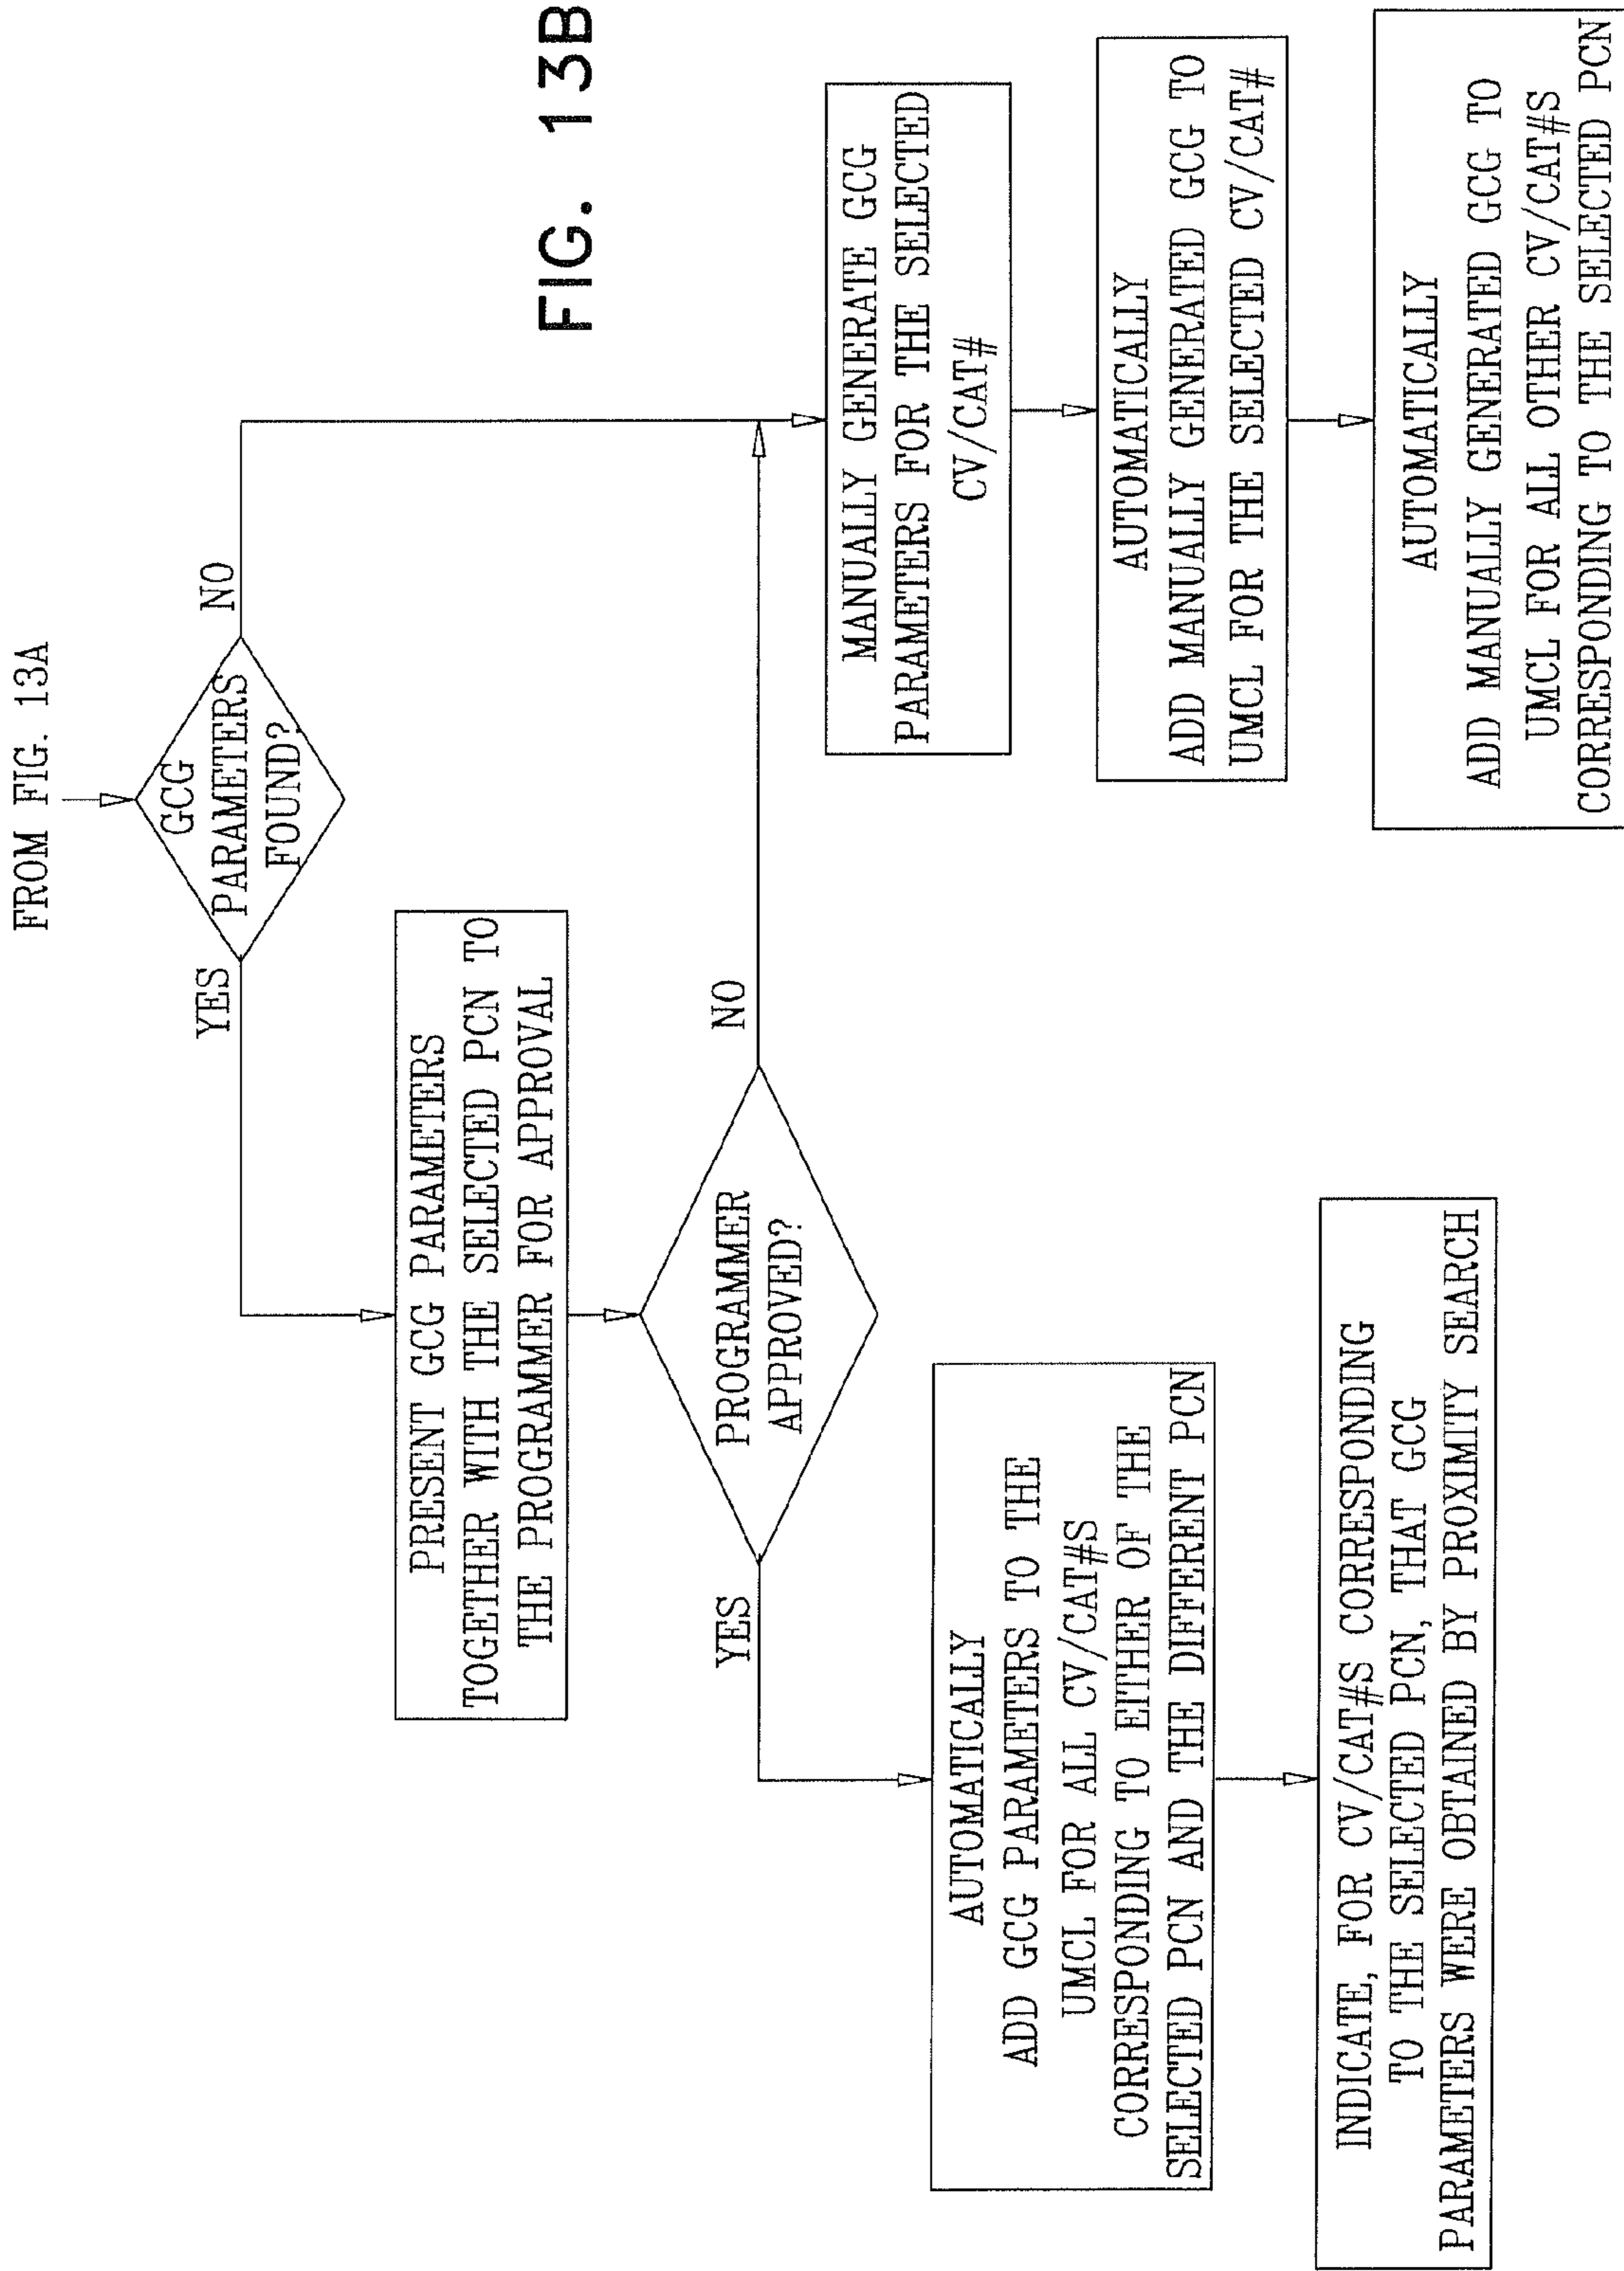 FROM FIG. 13A
GCG
PARAMETERS
FOUND?
YES
NO
PRESENT GCG PARAMETERS
TOGETHER WITH THE SELECTED PCN TO
THE PROGRAMMER FOR APPROVAL
PROGRAMMER
APPROVED?
YES
NO
AUTOMATICALLY
ADD GCG PARAMETERS TO THE
UMCL FOR ALL CV/CAT#S
CORRESPONDING TO EITHER OF THE
SELECTED PCN AND THE DIFFERENT PCN
INDICATE, FOR CV/CAT#S CORRESPONDING
TO THE SELECTED PCN, THAT GCG
PARAMETERS WERE OBTAINED BY PROXIMITY SEARCH
MANUALLY GENERATE GCG
PARAMETERS FOR THE SELECTED
CV/CAT#
AUTOMATICALLY
ADD MANUALLY GENERATED GCG TO
UMCL FOR THE SELECTED CV/CAT#
AUTOMATICALLY
ADD MANUALLY GENERATED GCG TO
UMCL FOR ALL OTHER CV/CAT#S
CORRESPONDING TO THE SELECTED PCN
FIG. 13B